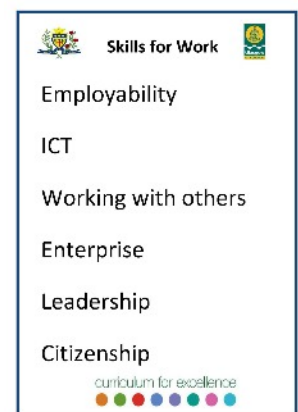 Skills for Work
Employability
ICT
Working with others
Enterprise
Leadership
Citizenship
curriculum for excellence